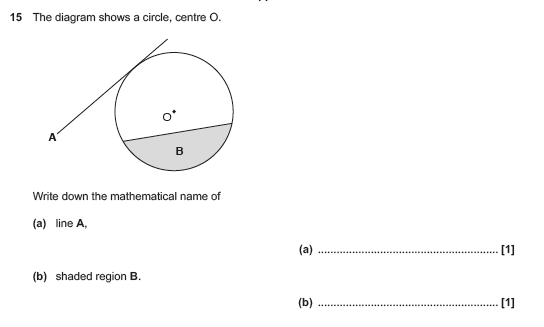 15 The diagram shows a circle, centre O.
O
A
B
Write down the mathematical name of
(a) line A,
(a) ............................................................ [1]
(b) shaded region B.
(b) ............................................................ [1]